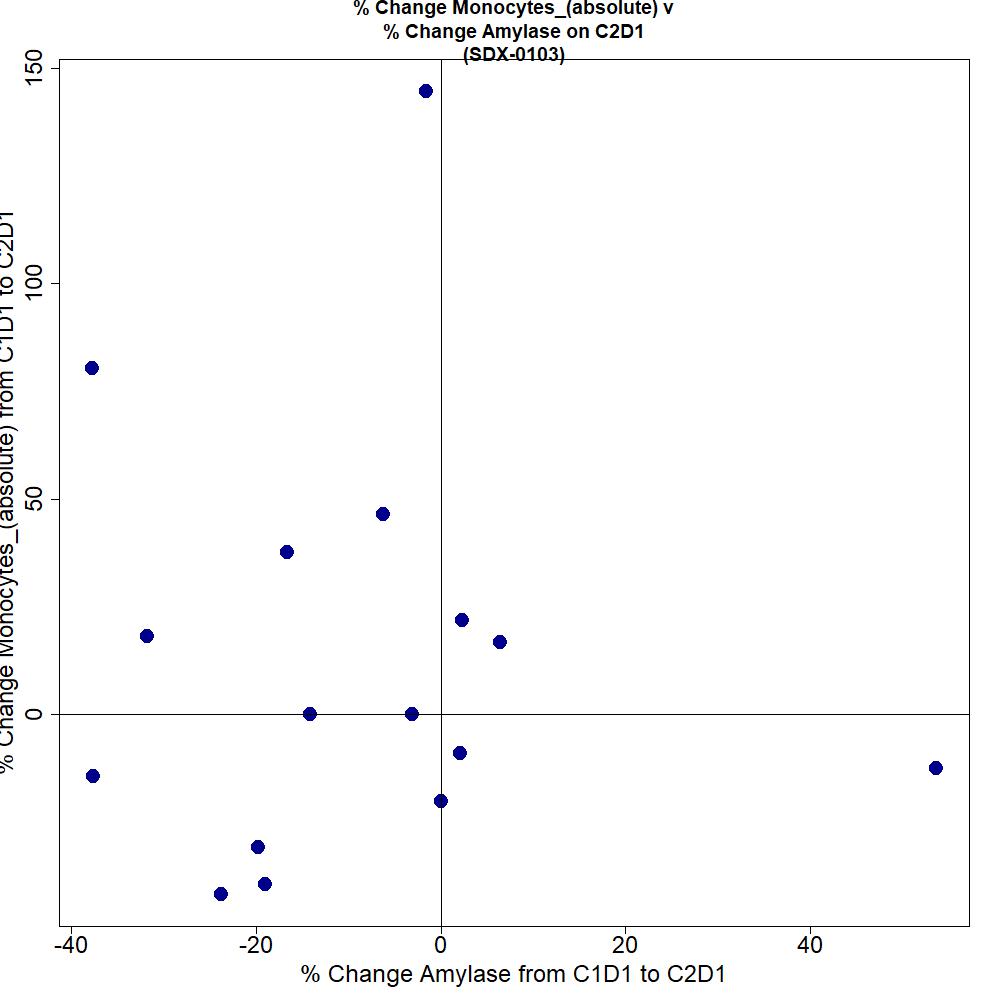 % Change Monocytes_(absolute) v
% Change Amylase on C2D1
(SDX-0103)
150
100
50
0
% Change Monocytes_(absolute) from C1D1 to C2D1
-40
-20
0
20
40
% Change Amylase from C1D1 to C2D1